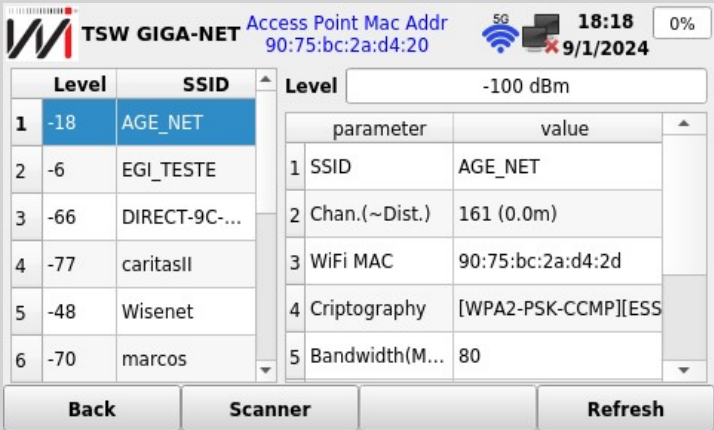 TSW GIGA-NET
Access Point Mac Addr
90:75:bc:2a:d4:20
5G
18:18
9/1/2024
0%
Level SSID
1 -18 AGE_NET
2 -6 EGI_TESTE
3 -66 DIRECT-9C-...
4 -77 caritasII
5 -48 Wisenet
6 -70 marcos
Level -100 dBm
parameter value
1 SSID AGE_NET
2 Chan.(~Dist.) 161 (0.0m)
3 WiFi MAC 90:75:bc:2a:d4:2d
4 Criptography [WPA2-PSK-CCMP][ESS
5 Bandwidth(M... 80
Back Scanner Refresh